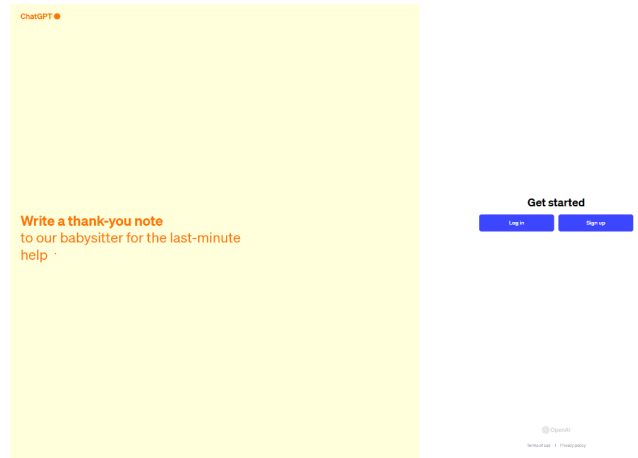 ChatGPT
Write a thank-you note
to our babysitter for the last-minute
help
Get started
Log in
Sign up
OpenAI
Terms of use | Privacy policy